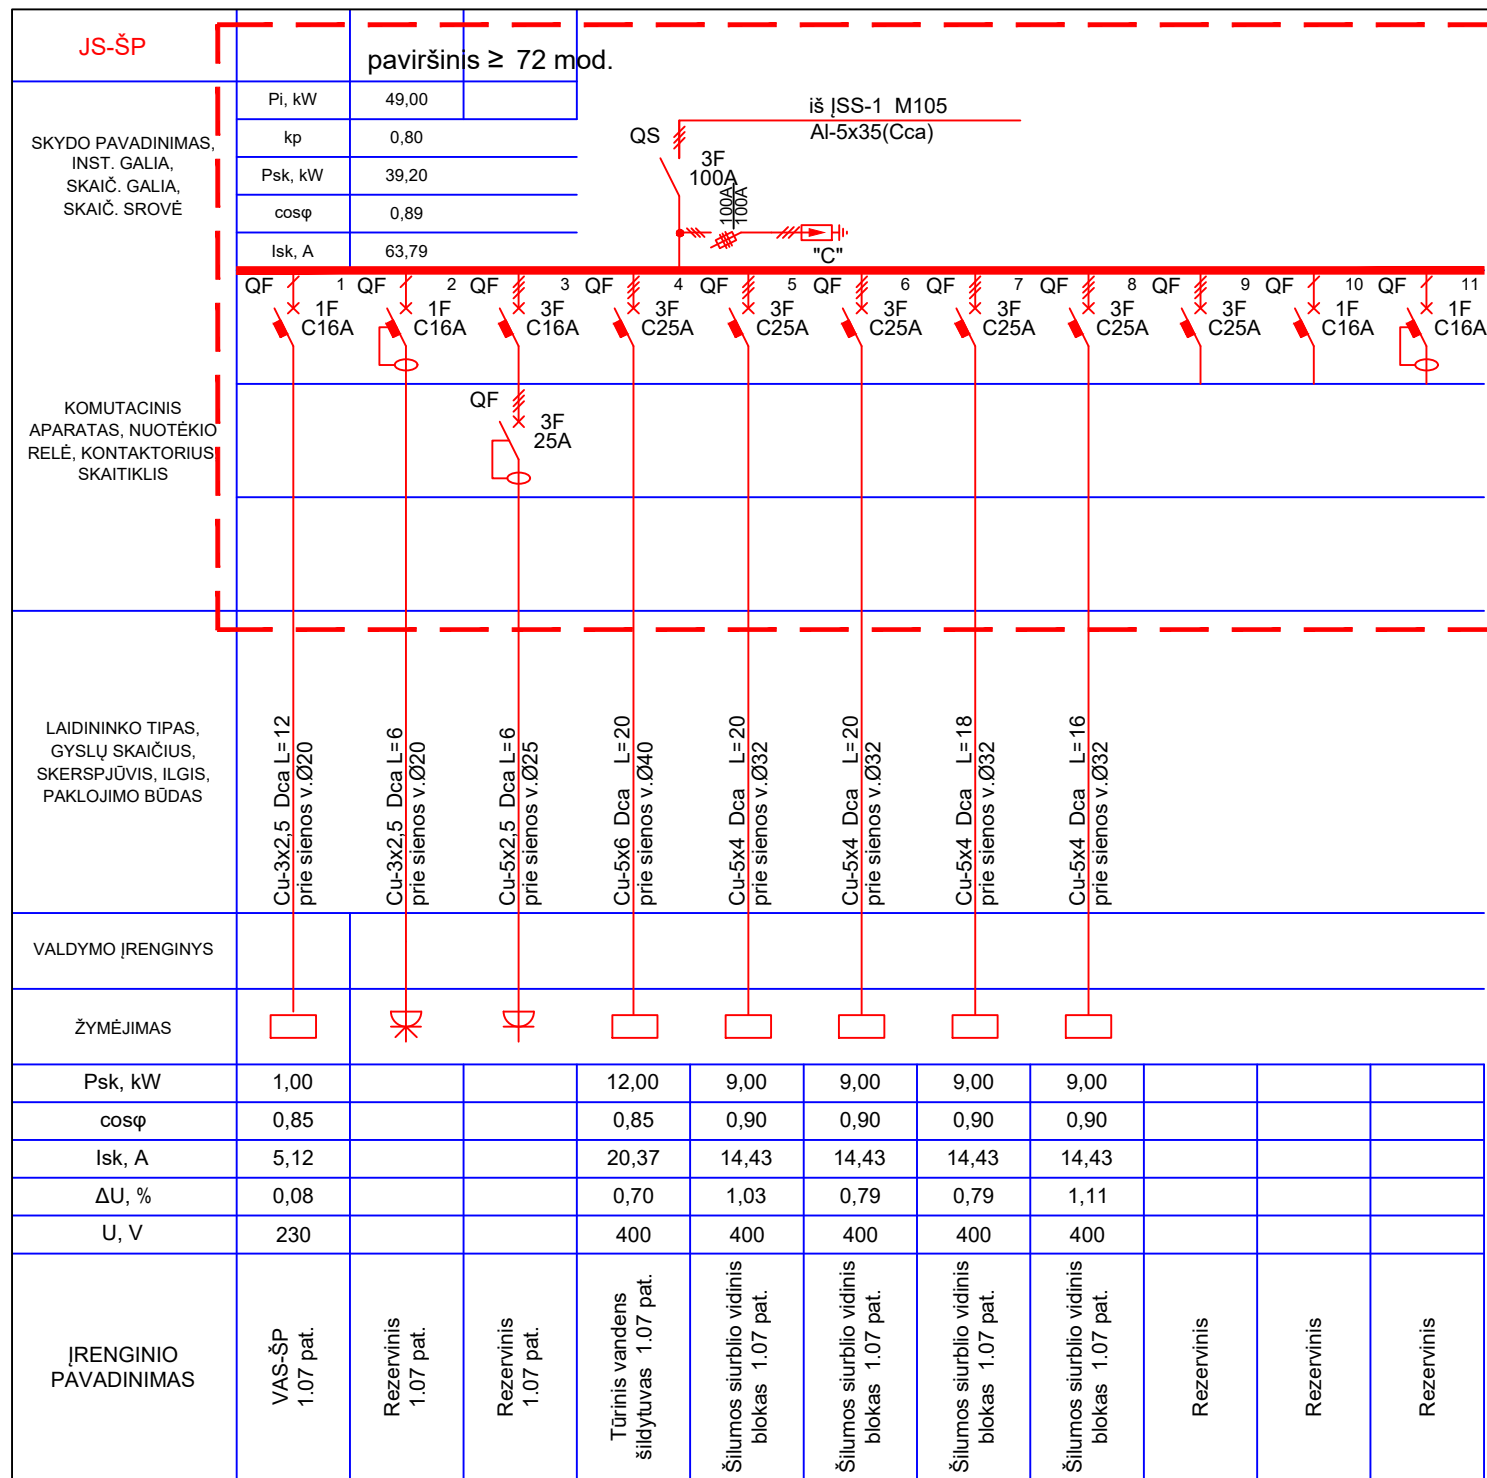 JS-ŠP
paviršinis ≥ 72 mod.
SKYDO PAVADINIMAS,
INST. GALIA,
SKAIČ. GALIA,
SKAIČ. SROVĖ
Pi, kW 49,00
kp 0,80
Psk, kW 39,20
cosφ 0,89
Isk, A 63,79
iš ĮSS-1 M105
Al-5x35(Cca)
QS
3F
100A
100A
100A
"C"
QF 1 QF 2 QF 3 QF 4 QF 5 QF 6 QF 7 QF 8 QF 9 QF 10 QF 11
1F 1F 3F 3F 3F 3F 3F 3F 3F 1F 1F
C16A C16A C16A C25A C25A C25A C25A C25A C25A C16A C16A
KOMUTACINIS
APARATAS, NUOTĖKIO
RELĖ, KONTAKTORIUS
SKAITIKLIS
QF
3F
25A
LAIDININKO TIPAS,
GYSLŲ SKAIČIUS,
SKERSPJŪVIS, ILGIS,
PAKLOJIMO BŪDAS
Cu-3x2,5 Dca L=12
prie sienos v.Ø20
Cu-3x2,5 Dca L=6
prie sienos v.Ø20
Cu-5x2,5 Dca L=6
prie sienos v.Ø25
Cu-5x6 Dca L=20
prie sienos v.Ø40
Cu-5x4 Dca L=20
prie sienos v.Ø32
Cu-5x4 Dca L=20
prie sienos v.Ø32
Cu-5x4 Dca L=18
prie sienos v.Ø32
Cu-5x4 Dca L=16
prie sienos v.Ø32
VALDYMO ĮRENGINYS
ŽYMĖJIMAS
Psk, kW 1,00 12,00 9,00 9,00 9,00 9,00
cosφ 0,85 0,85 0,90 0,90 0,90 0,90
Isk, A 5,12 20,37 14,43 14,43 14,43 14,43
ΔU, % 0,08 0,70 1,03 0,79 0,79 1,11
U, V 230 400 400 400 400 400
ĮRENGINIO
PAVADINIMAS
VAS-ŠP
1.07 pat.
Rezervinis
1.07 pat.
Rezervinis
1.07 pat.
Tūrinis vandens
šildytuvas 1.07 pat.
Šilumos siurblio vidinis
blokas 1.07 pat.
Šilumos siurblio vidinis
blokas 1.07 pat.
Šilumos siurblio vidinis
blokas 1.07 pat.
Šilumos siurblio vidinis
blokas 1.07 pat.
Rezervinis
Rezervinis
Rezervinis